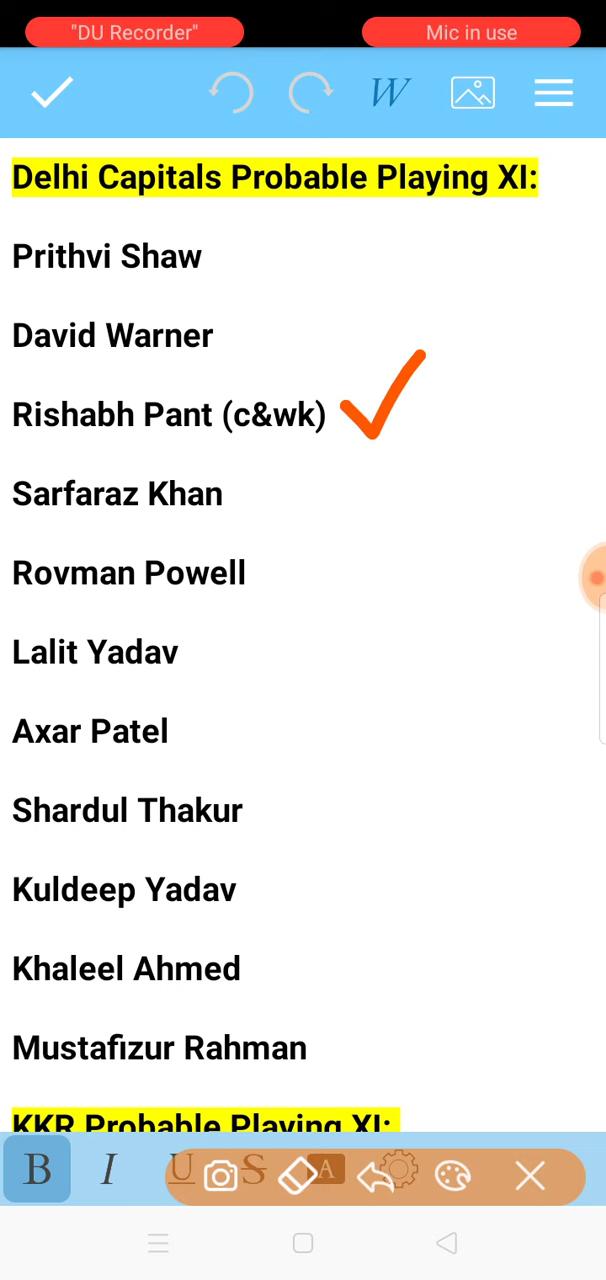 "DU Recorder"
Mic in use
W
Delhi Capitals Probable Playing XI:
Prithvi Shaw
David Warner
Rishabh Pant (c&wk)
Sarfaraz Khan
Rovman Powell
Lalit Yadav
Axar Patel
Shardul Thakur
Kuldeep Yadav
Khaleel Ahmed
Mustafizur Rahman
KKR Probable Playing XI:
B I U S A